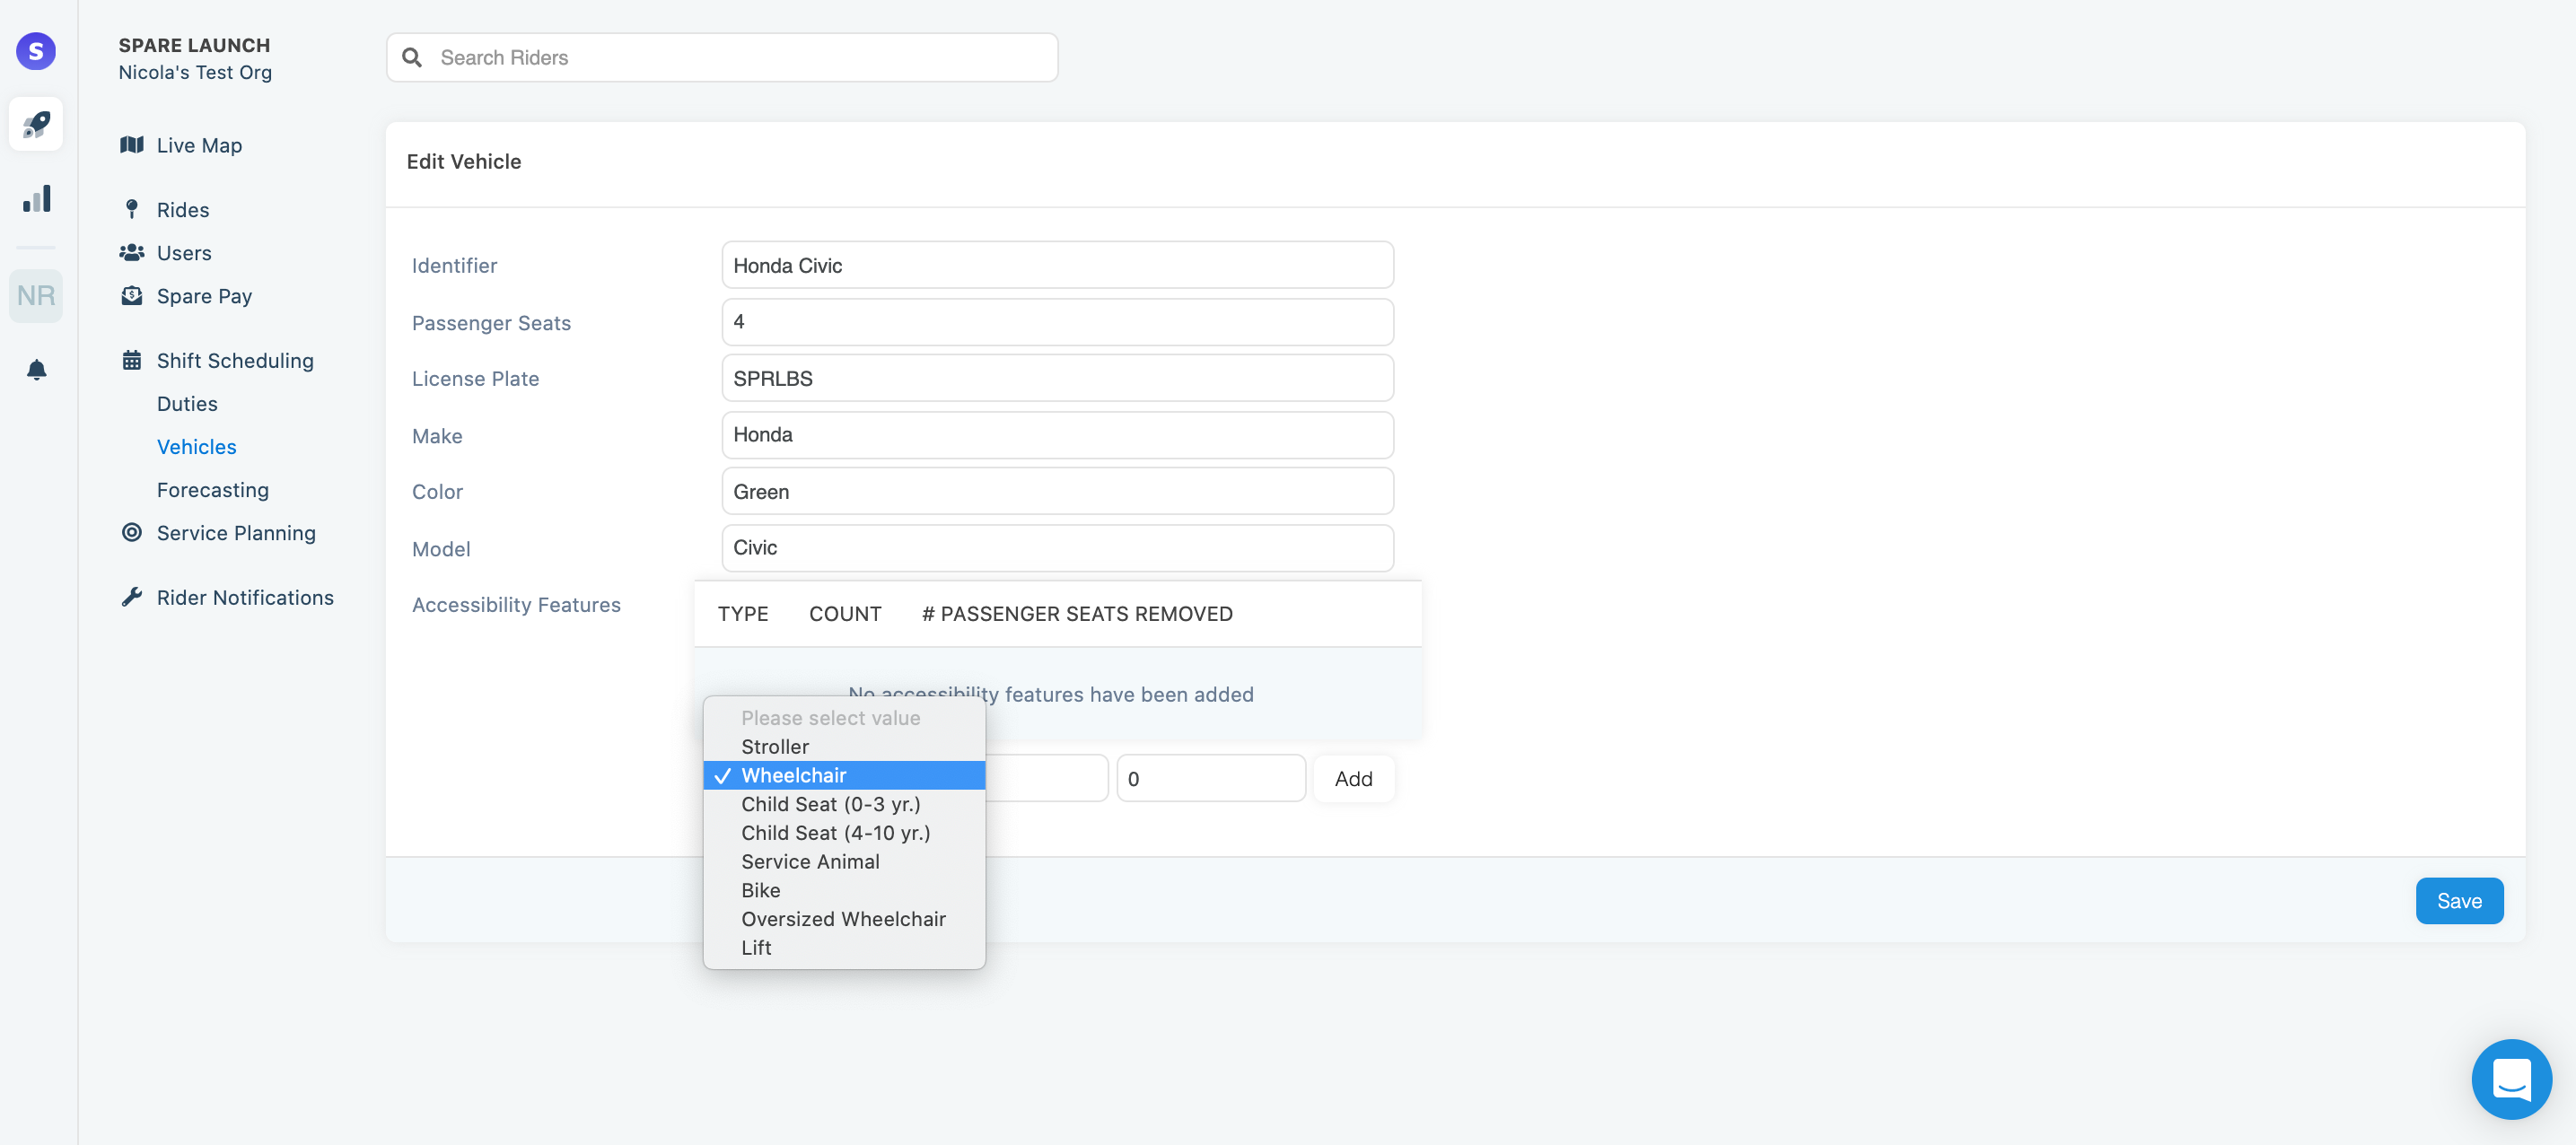 S
SPARE LAUNCH
Nicola's Test Org
Search Riders
NR
Live Map
Rides
Users
Spare Pay
Shift Scheduling
Duties
Vehicles
Forecasting
Service Planning
Rider Notifications
Edit Vehicle
Identifier Honda Civic
Passenger Seats 4
License Plate SPRLBS
Make Honda
Color Green
Model Civic
Accessibility Features
TYPE COUNT # PASSENGER SEATS REMOVED
No accessibility features have been added
Please select value
Stroller
Wheelchair
Child Seat (0-3 yr.)
Child Seat (4-10 yr.)
Service Animal
Bike
Oversized Wheelchair
Lift
0 Add
Save